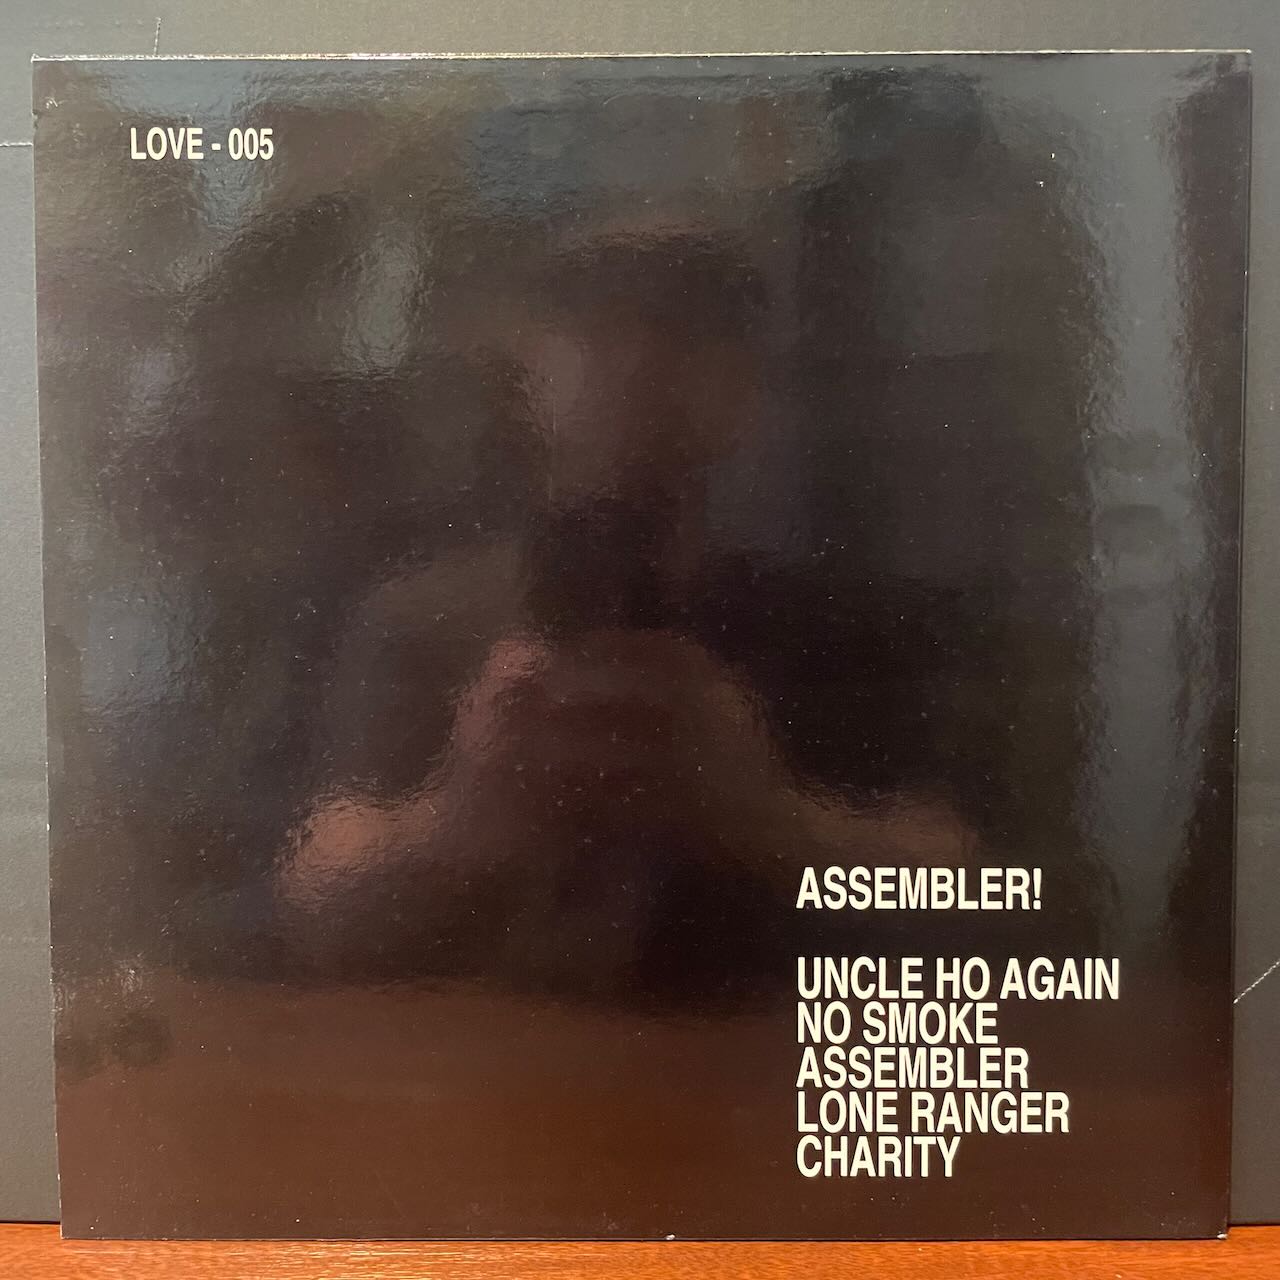 LOVE - 005
ASSEMBLER!
UNCLE HO AGAIN
NO SMOKE
ASSEMBLER
LONE RANGER
CHARITY